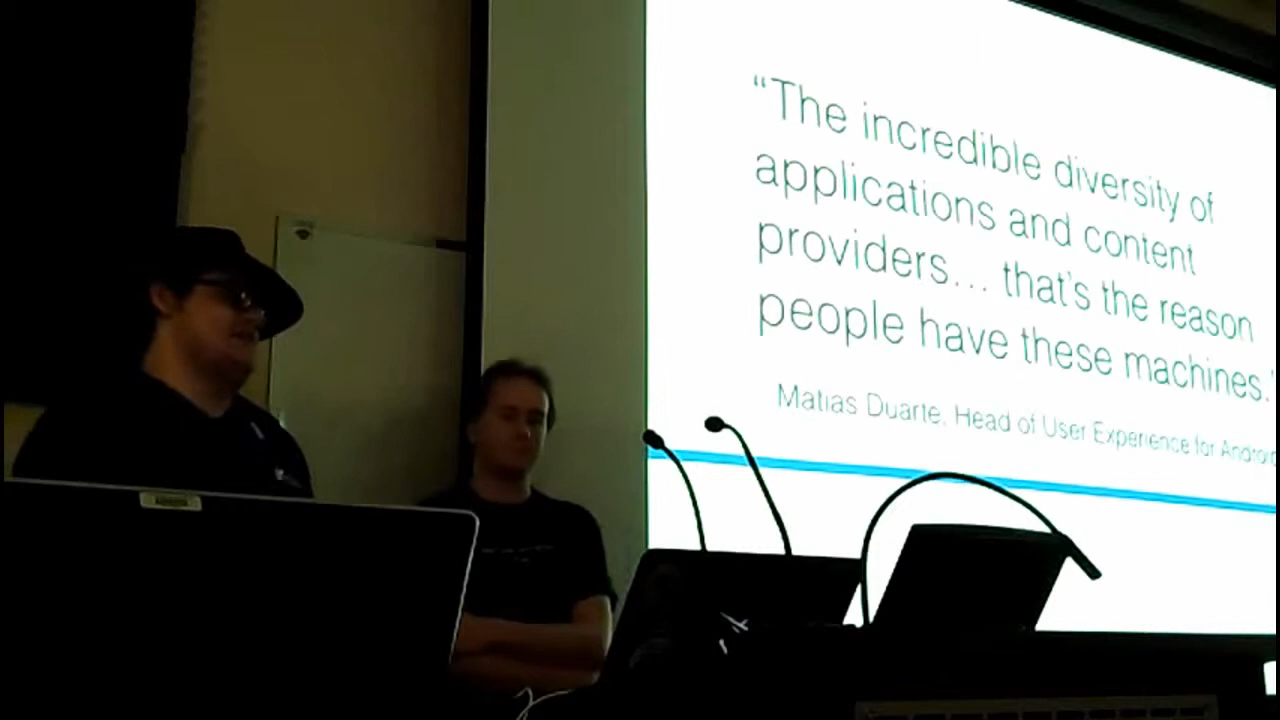 “The incredible diversity of
applications and content
providers... that's the reason
people have these machines.”
Matias Duarte, Head of User Experience for Android